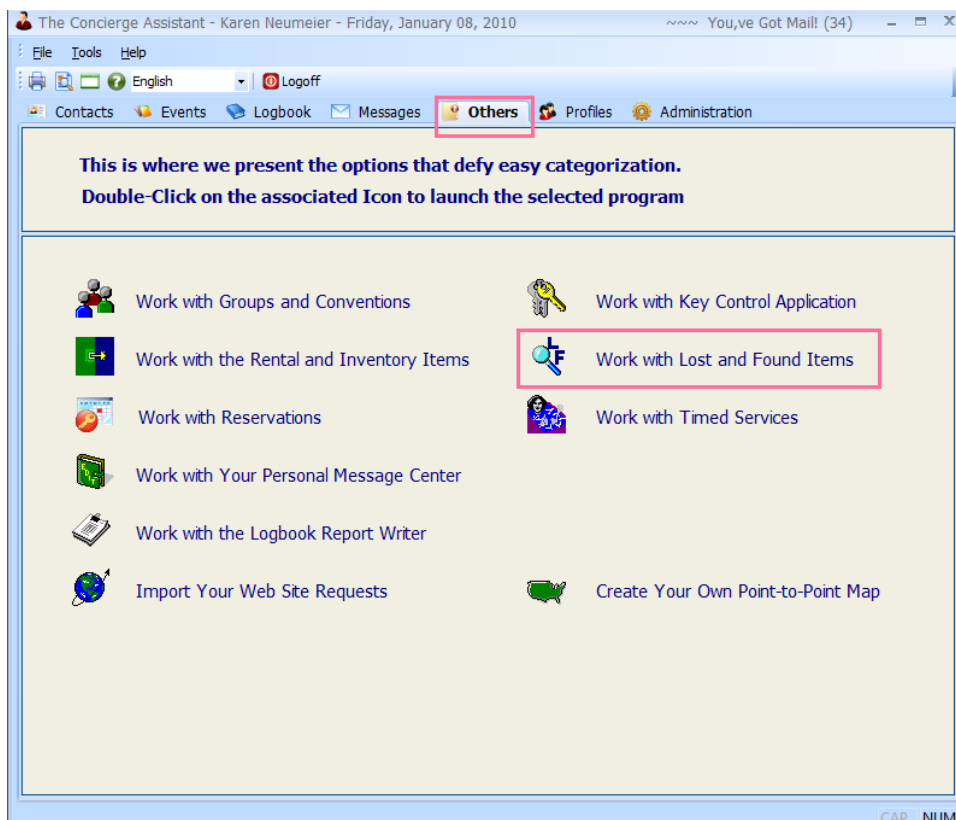 The Concierge Assistant - Karen Neumeier - Friday, January 08, 2010 ~~~ You,ve Got Mail! (34)
File Tools Help
English Logoff
Contacts Events Logbook Messages Others Profiles Administration
This is where we present the options that defy easy categorization.
Double-Click on the associated Icon to launch the selected program
Work with Groups and Conventions
Work with Key Control Application
Work with the Rental and Inventory Items
LF
Work with Lost and Found Items
Work with Reservations
Work with Timed Services
Work with Your Personal Message Center
Work with the Logbook Report Writer
Import Your Web Site Requests
Create Your Own Point-to-Point Map
CAP NUM